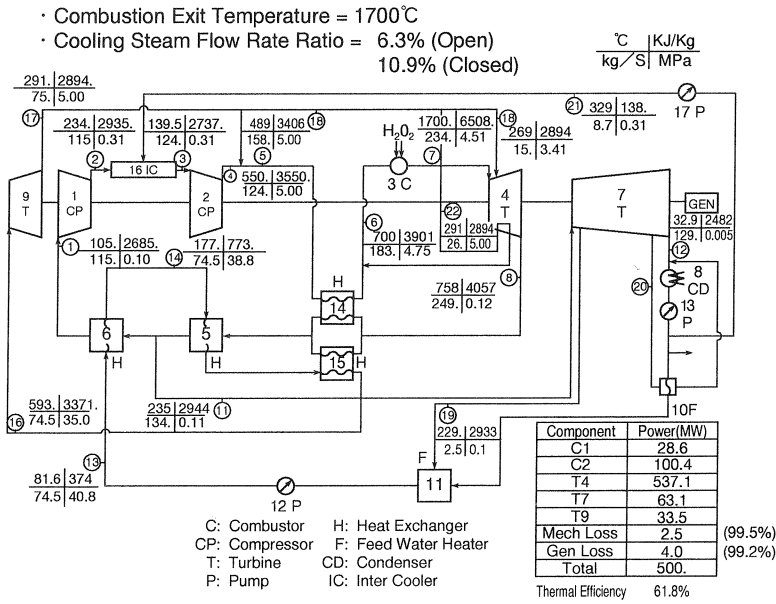 · Combustion Exit Temperature = 1700℃
· Cooling Steam Flow Rate Ratio = 6.3% (Open)
10.9% (Closed)
℃ KJ/Kg
kg/S MPa
291. 2894.
75. 5.00
17
234. 2935.
115 0.31
2
139.5 2737.
124. 0.31
3
16 IC
489 3406
158. 5.00
5
18
H₂O₂
3 C
1700. 6508.
234. 4.51
7
18
269 2894
15. 3.41
21
329 138.
8.7 0.31
17 P
9
T
1
CP
2
CP
4
550. 3550.
124. 5.00
4
T
7
T
GEN
32.9 2482
129. 0.005
12
1
105. 2685.
115. 0.10
14
177. 773.
74.5 38.8
6
700 3901
183. 4.75
22
291 2894
26. 5.00
8
758 4057
249. 0.12
20
8
CD
13
P
H
14
6
H
5
H
15
H
16
593. 3371.
74.5 35.0
235 2944
134. 0.11
11
19
229. 2933
2.5 0.1
10F
13
81.6 374
74.5 40.8
12 P
F
11
C: Combustor H: Heat Exchanger
CP: Compressor F: Feed Water Heater
T: Turbine CD: Condenser
P: Pump IC: Inter Cooler
Component Power(MW)
C1 28.6
C2 100.4
T4 537.1
T7 63.1
T9 33.5
Mech Loss 2.5 (99.5%)
Gen Loss 4.0 (99.2%)
Total 500.
Thermal Efficiency 61.8%